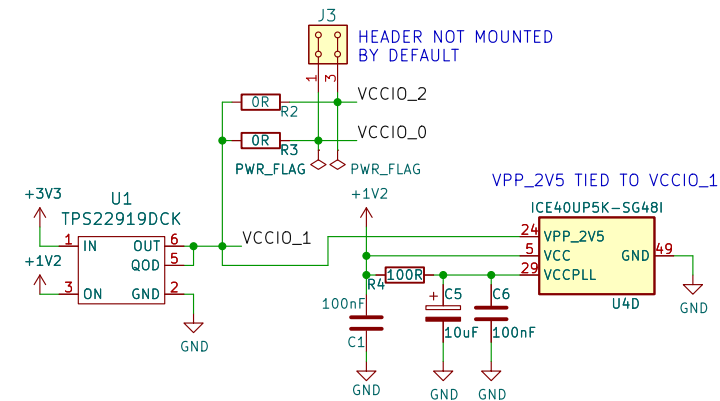 J3
HEADER NOT MOUNTED
BY DEFAULT
1
3
VCCIO_2
0R
R2
VCCIO_0
0R
R3
PWR_FLAG
PWR_FLAG
VPP_2V5 TIED TO VCCIO_1
+3V3
U1
TPS22919DCK
+1V2
ICE40UP5K-SG48I
1
IN
OUT
6
VCCIO_1
24
VPP_2V5
+1V2
QOD
5
5
VCC
GND
49
3
ON
GND
2
R4
100R
29
VCCPLL
100nF
C5
C6
U4D
GND
C1
10uF
100nF
GND
GND
GND
GND